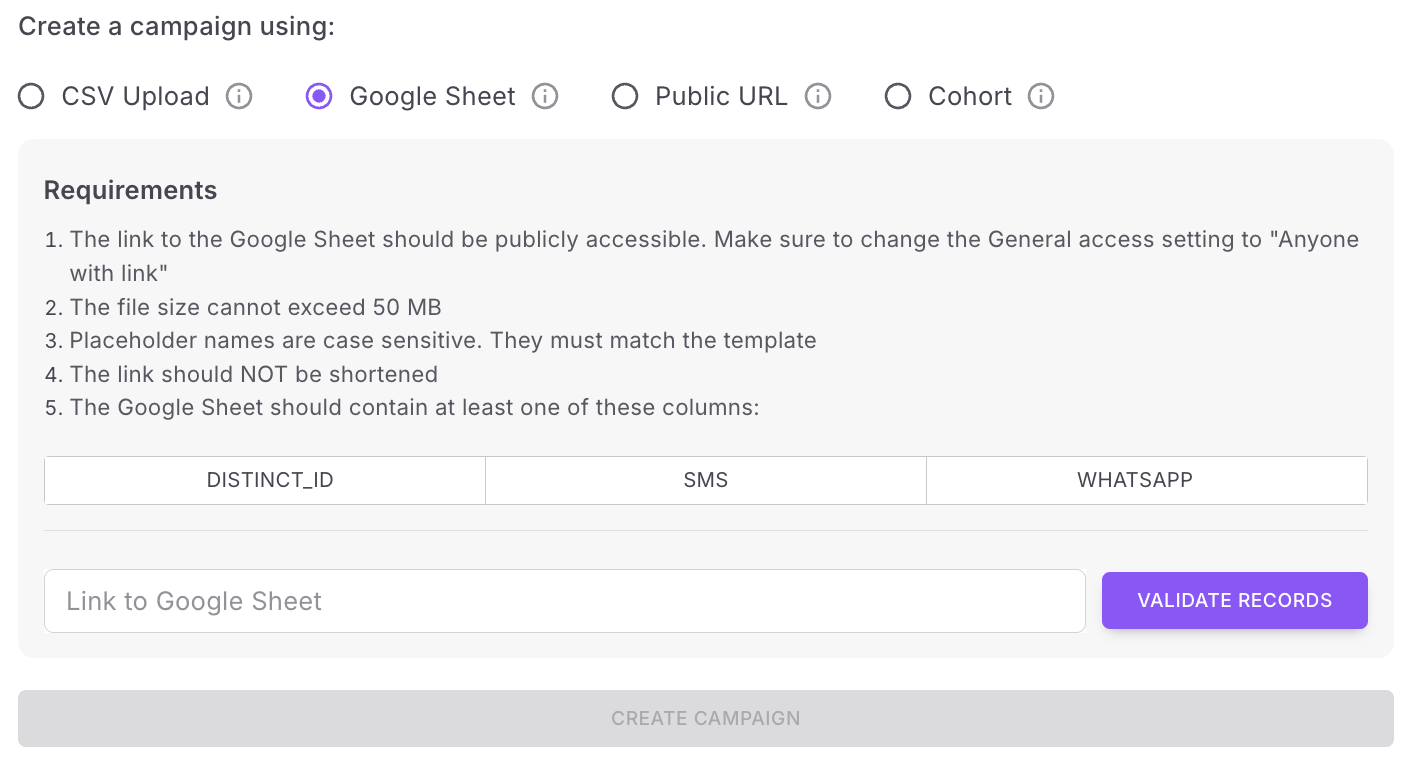 Create a campaign using:
CSV Upload Google Sheet Public URL Cohort
Requirements
1. The link to the Google Sheet should be publicly accessible. Make sure to change the General access setting to "Anyone
with link"
2. The file size cannot exceed 50 MB
3. Placeholder names are case sensitive. They must match the template
4. The link should NOT be shortened
5. The Google Sheet should contain at least one of these columns:
DISTINCT_ID SMS WHATSAPP
Link to Google Sheet VALIDATE RECORDS
CREATE CAMPAIGN